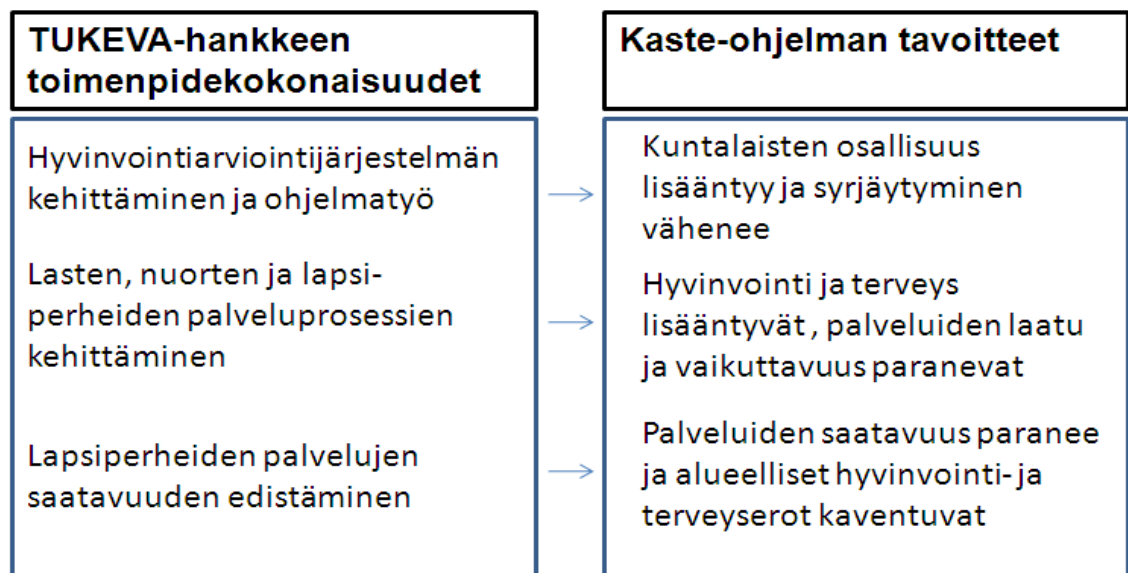 TUKEVA-hankkeen
toimenpidekokonaisuudet
Hyvinvointiarviointijärjestelmän
kehittäminen ja ohjelmatyö
Lasten, nuorten ja lapsi-
perheiden palveluprosessien
kehittäminen
Lapsiperheiden palvelujen
saatavuuden edistäminen
Kaste-ohjelman tavoitteet
Kuntalaisten osallisuus
lisääntyy ja syrjäytyminen
vähenee
Hyvinvointi ja terveys
lisääntyvät , palveluiden laatu
ja vaikuttavuus paranevat
Palveluiden saatavuus paranee
ja alueelliset hyvinvointi- ja
terveyserot kaventuvat